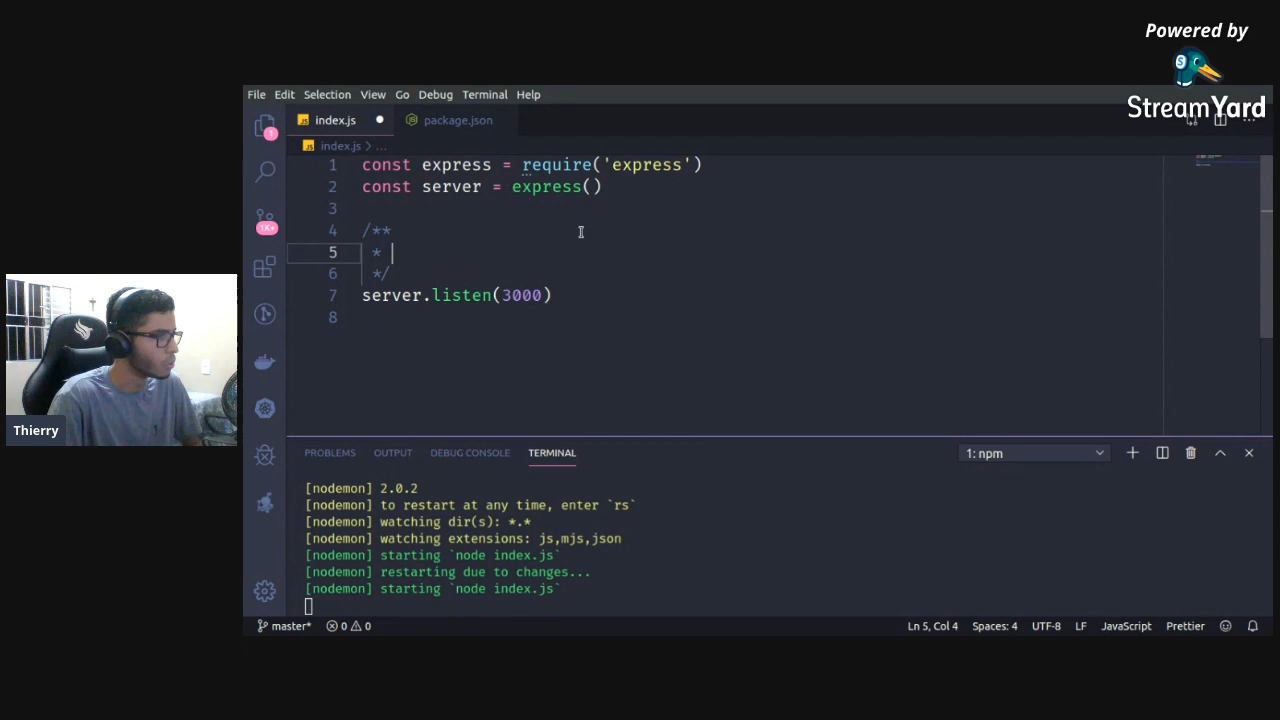 Powered by
StreamYard
File Edit Selection View Go Debug Terminal Help
JS index.js package.json
1
JS index.js > ...
1 const express = require('express')
2 const server = express()
3
1K+
4 /**
5 *
6 */
7 server.listen(3000)
8
Thierry
PROBLEMS OUTPUT DEBUG CONSOLE TERMINAL 1: npm
[nodemon] 2.0.2
[nodemon] to restart at any time, enter `rs`
[nodemon] watching dir(s): *.*
[nodemon] watching extensions: js,mjs,json
[nodemon] starting `node index.js`
[nodemon] restarting due to changes...
[nodemon] starting `node index.js`
master* 0 0 Ln 5, Col 4 Spaces: 4 UTF-8 LF JavaScript Prettier